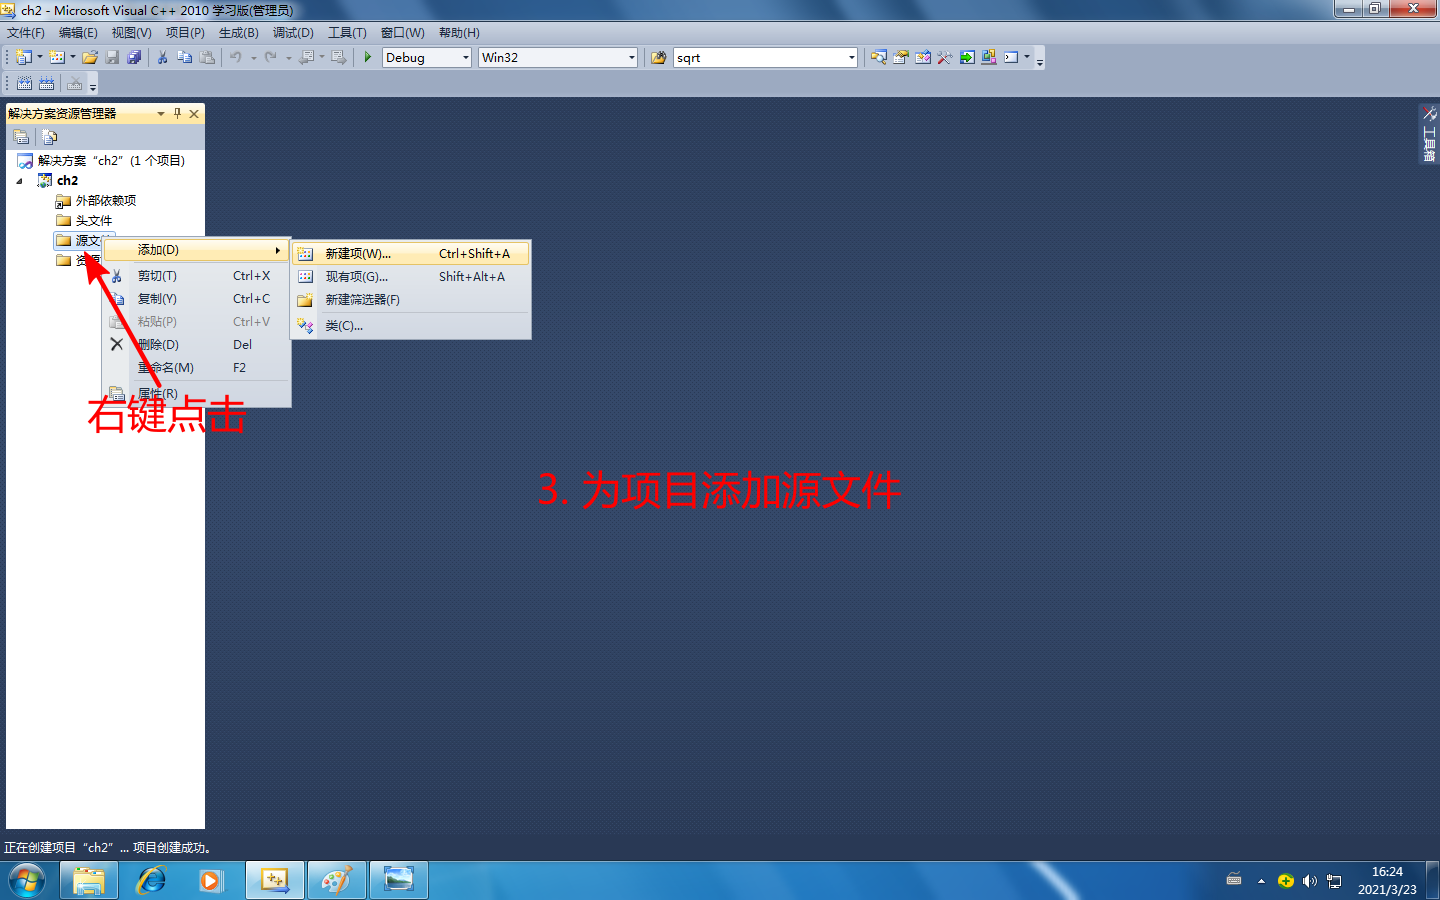 ch2 - Microsoft Visual C++ 2010 学习版(管理员)
文件(F) 编辑(E) 视图(V) 项目(P) 生成(B) 调试(D) 工具(T) 窗口(W) 帮助(H)
Debug Win32 sqrt
解决方案资源管理器
工具箱
解决方案“ch2”(1 个项目)
ch2
外部依赖项
头文件
源文
添加(D)
新建项(W)... Ctrl+Shift+A
资源
剪切(T) Ctrl+X
现有项(G)... Shift+Alt+A
复制(Y) Ctrl+C
新建筛选器(F)
粘贴(P) Ctrl+V
类(C)...
删除(D) Del
重命名(M) F2
属性(R)
右键点击
3. 为项目添加源文件
正在创建项目“ch2”... 项目创建成功。
16:24
2021/3/23